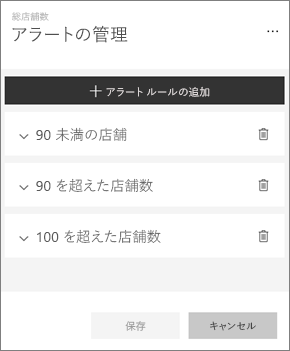 総店舗数
アラートの管理
...
＋ アラート ルールの追加
90 未満の店舗
90 を超えた店舗数
100 を超えた店舗数
保存
キャンセル